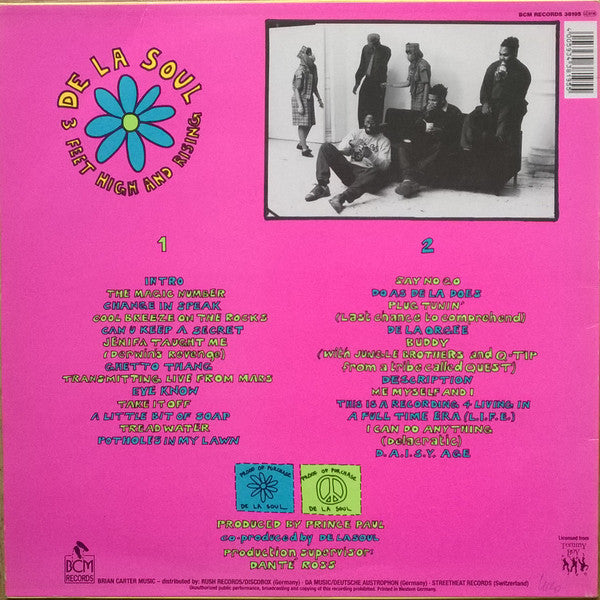 BCM RECORDS 38195
DE LA SOUL
3 FEET HIGH AND RISING
1
INTRO
THE MAGIC NUMBER
CHANGE IN SPEAK
COOL BREEZE ON THE ROCKS
CAN U KEEP A SECRET
JENIFA TAUGHT ME
(Derwin's Revenge)
GHETTO THANG
TRANSMITTING LIVE FROM MARS
EYE KNOW
TAKE IT OFF
A LITTLE BIT OF SOAP
TREAD WATER
POTHOLES IN MY LAWN
2
SAY NO GO
DO AS DE LA DOES
PLUG TUNIN'
(Last chance to comprehend)
DE LA ORGEE
BUDDY
(with JUNGLE BROTHERS and Q-TIP
from a tribe called QUEST)
DESCRIPTION
ME MYSELF AND I
THIS IS A RECORDING 4 LIVING IN
A FULL TIME ERA (L.I.F.E.)
I CAN DO ANYTHING
(Delacratic)
D.A.I.S.Y. AGE
PROOF OF PURCHASE
DE LA SOUL
PROOF OF PURCHASE
DE LA SOUL
PRODUCED BY PRINCE PAUL
co-produced by DE LA SOUL
production supervisor:
DANTE ROSS
BCM
RECORDS
BRIAN CARTER MUSIC – distributed by: RUSH RECORDS/DISCOBOX (Germany) · DA MUSIC/DEUTSCHE AUSTROPHON (Germany) · STREETHEAT RECORDS (Switzerland)
Unauthorized public performance, broadcasting and copying of this recording prohibited. Printed in Western Germany.
Licensed from
Tommy
Boy